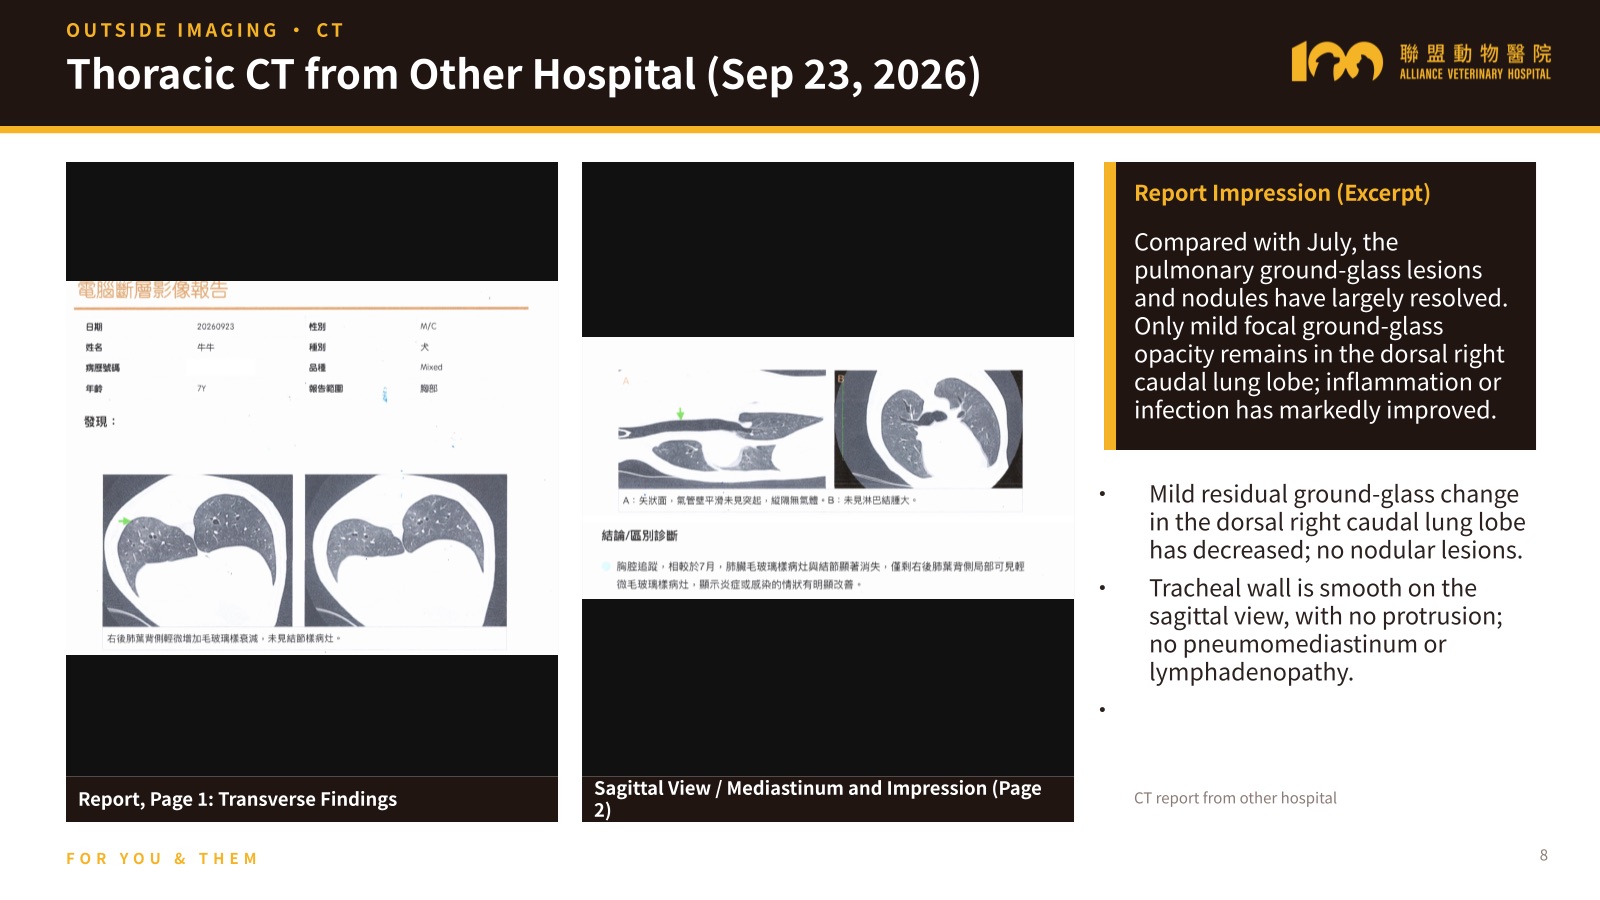 OUTSIDE IMAGING • CT
Thoracic CT from Other Hospital (Sep 23, 2026)
聯盟動物醫院
ALLIANCE VETERINARY HOSPITAL
電腦斷層影像報告
日期 20260923 性別 M/C
姓名 牛牛 種別 犬
病歷號碼 品種 Mixed
年齡 7Y 報告範圍 胸部
發現：
右後肺葉背側輕微增加毛玻璃樣衰減，未見結節樣病灶。
Report, Page 1: Transverse Findings
A
B
A：矢狀面，氣管壁平滑未見突起，縱隔無氣體。B：未見淋巴結腫大。
結論/區別診斷
胸腔追蹤，相較於7月，肺臟毛玻璃樣病灶與結節顯著消失，僅剩右後肺葉背側局部可見輕
微毛玻璃樣病灶，顯示炎症或感染的情狀有明顯改善。
Sagittal View / Mediastinum and Impression (Page
2)
Report Impression (Excerpt)
Compared with July, the
pulmonary ground-glass lesions
and nodules have largely resolved.
Only mild focal ground-glass
opacity remains in the dorsal right
caudal lung lobe; inflammation or
infection has markedly improved.
• Mild residual ground-glass change
in the dorsal right caudal lung lobe
has decreased; no nodular lesions.
• Tracheal wall is smooth on the
sagittal view, with no protrusion;
no pneumomediastinum or
lymphadenopathy.
•
CT report from other hospital
FOR YOU & THEM
8